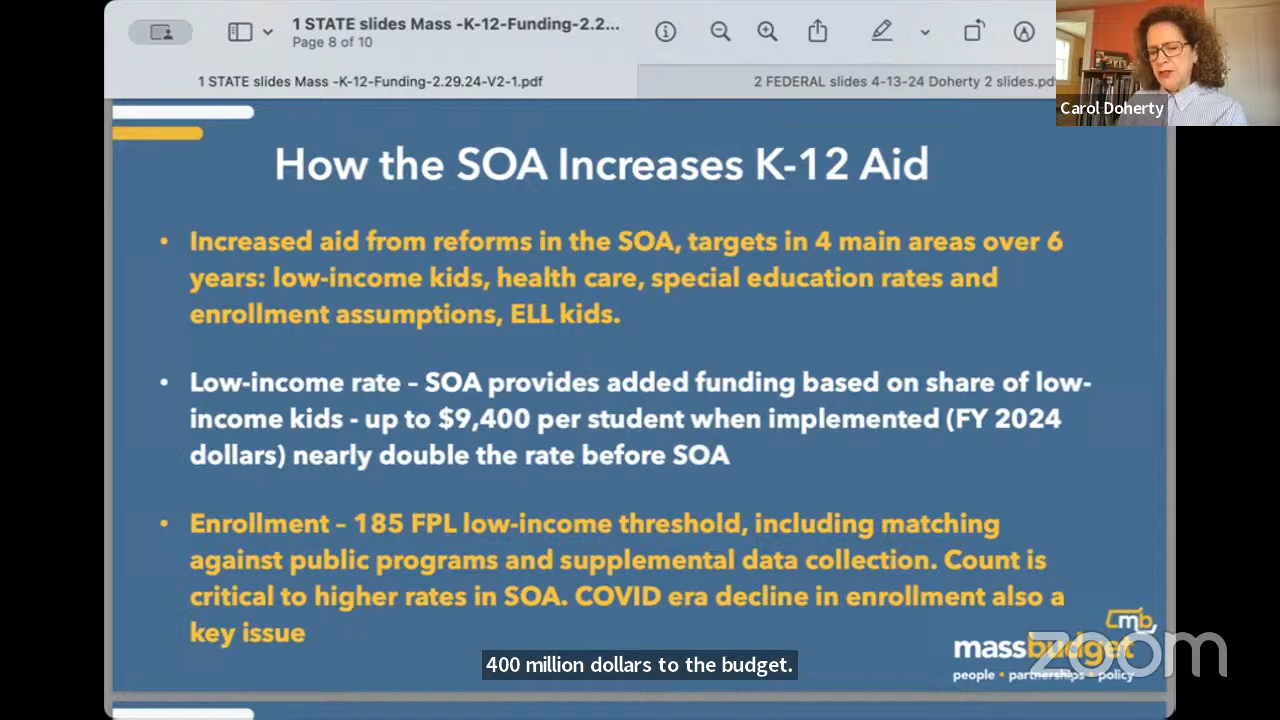 1 STATE slides Mass -K-12-Funding-2.2...
Page 8 of 10
1 STATE slides Mass -K-12-Funding-2.29.24-V2-1.pdf
2 FEDERAL slides 4-13-24 Doherty 2 slides.pd
Carol Doherty
How the SOA Increases K-12 Aid
• Increased aid from reforms in the SOA, targets in 4 main areas over 6
years: low-income kids, health care, special education rates and
enrollment assumptions, ELL kids.
• Low-income rate – SOA provides added funding based on share of low-
income kids - up to $9,400 per student when implemented (FY 2024
dollars) nearly double the rate before SOA
• Enrollment – 185 FPL low-income threshold, including matching
against public programs and supplemental data collection. Count is
critical to higher rates in SOA. COVID era decline in enrollment also a
key issue
mb
massbudget
people • partnerships • policy
zoom
400 million dollars to the budget.